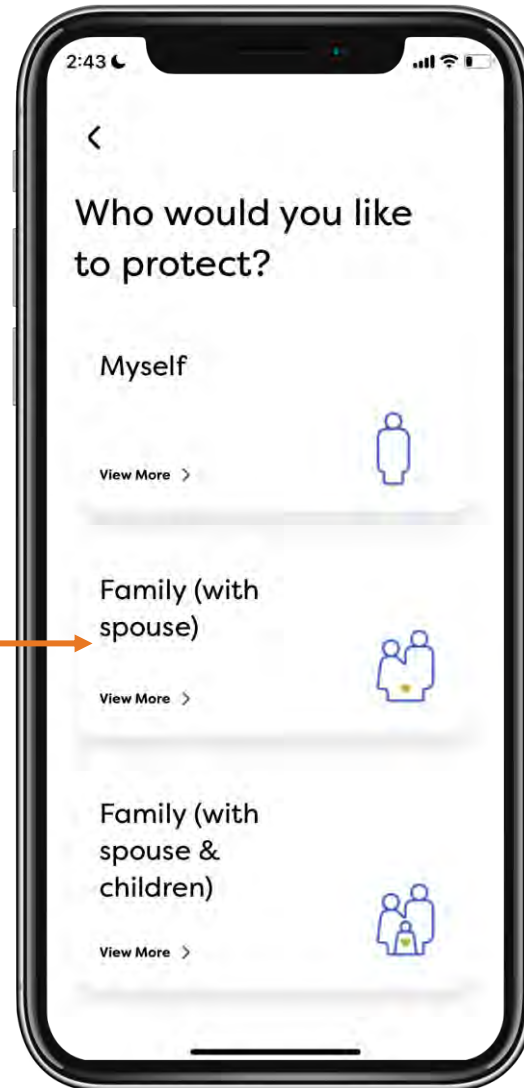 2:43
Who would you like
to protect?
Myself
View More >
Family (with
spouse)
View More >
Family (with
spouse &
children)
View More >